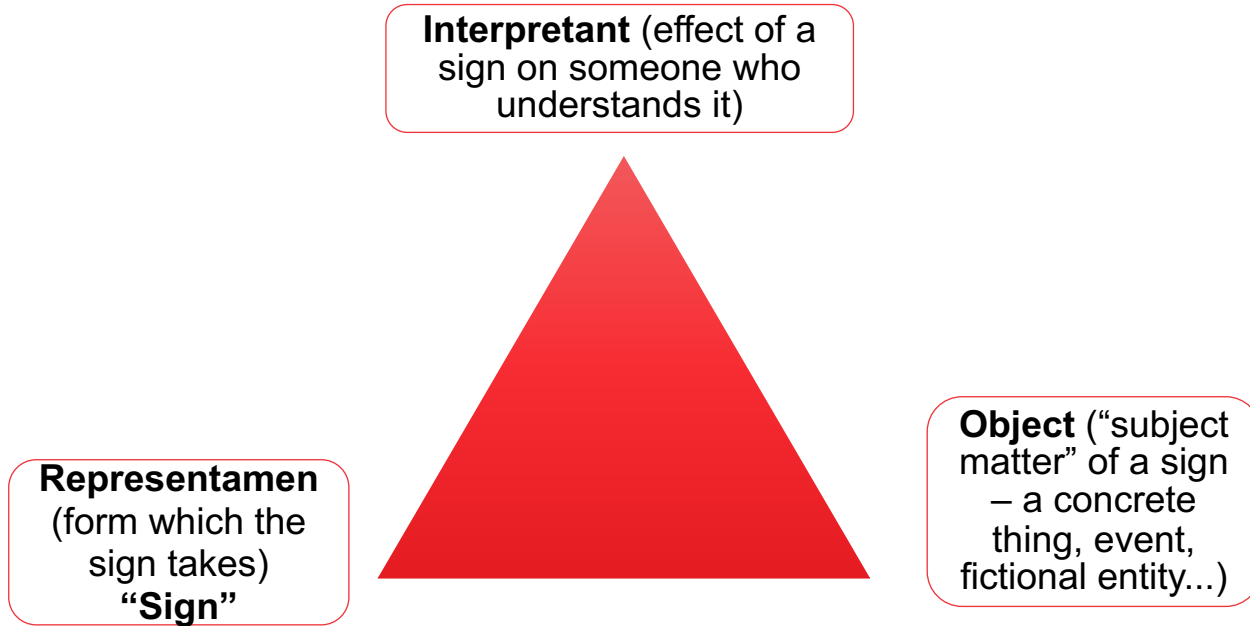 Interpretant (effect of a
sign on someone who
understands it)
Representamen
(form which the
sign takes)
“Sign”
Object (“subject
matter” of a sign
– a concrete
thing, event,
fictional entity...)